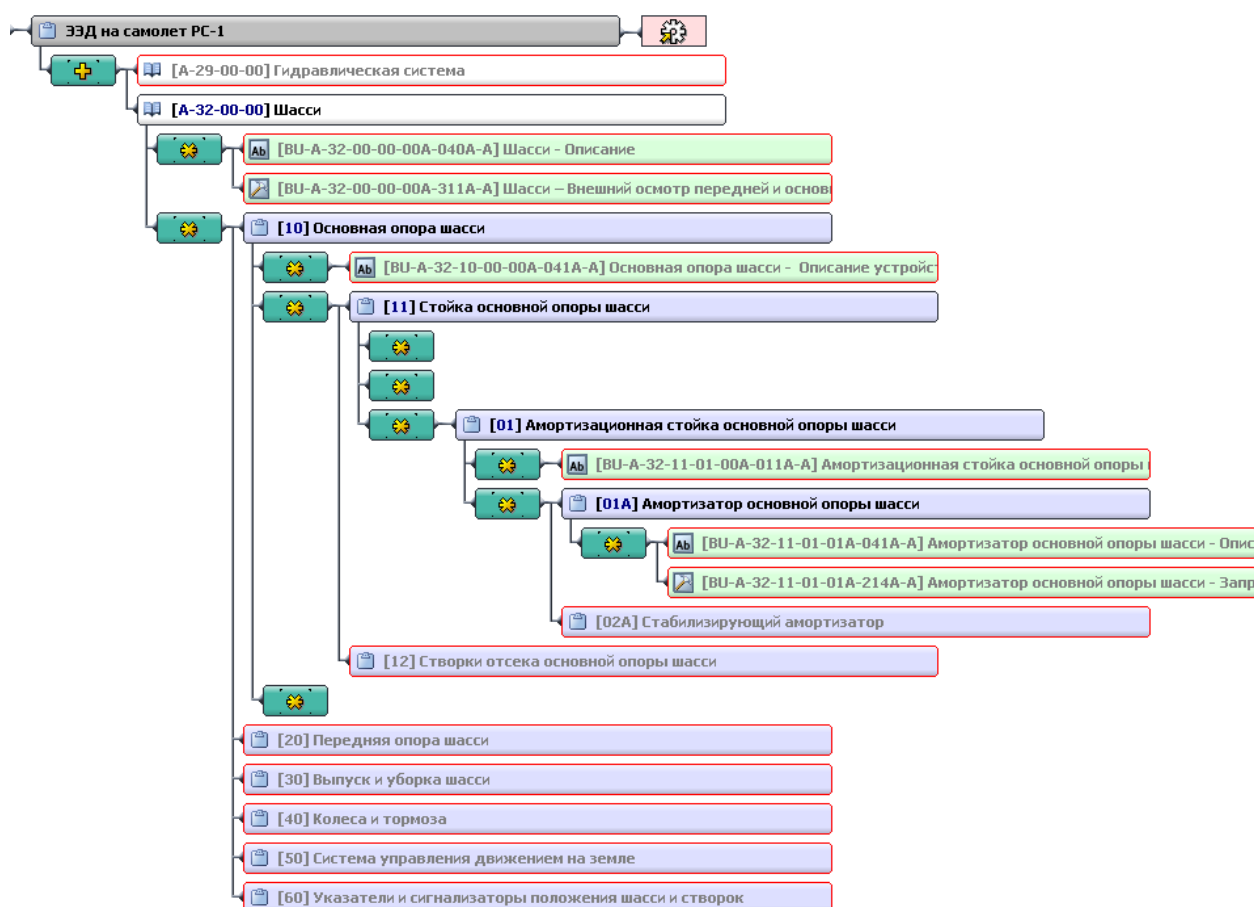 ЭЭД на самолет РС-1
[А-29-00-00] Гидравлическая система
[А-32-00-00] Шасси
Ab [BU-A-32-00-00-00A-040A-A] Шасси - Описание
[BU-A-32-00-00-00A-311A-A] Шасси – Внешний осмотр передней и основ
[10] Основная опора шасси
Ab [BU-A-32-10-00-00A-041A-A] Основная опора шасси - Описание устройст
[11] Стойка основной опоры шасси
[01] Амортизационная стойка основной опоры шасси
Ab [BU-A-32-11-01-00A-011A-A] Амортизационная стойка основной опоры
[01A] Амортизатор основной опоры шасси
Ab [BU-A-32-11-01-01A-041A-A] Амортизатор основной опоры шасси - Опис
[BU-A-32-11-01-01A-214A-A] Амортизатор основной опоры шасси - Запр
[02A] Стабилизирующий амортизатор
[12] Створки отсека основной опоры шасси
[20] Передняя опора шасси
[30] Выпуск и уборка шасси
[40] Колеса и тормоза
[50] Система управления движением на земле
[60] Указатели и сигнализаторы положения шасси и створок